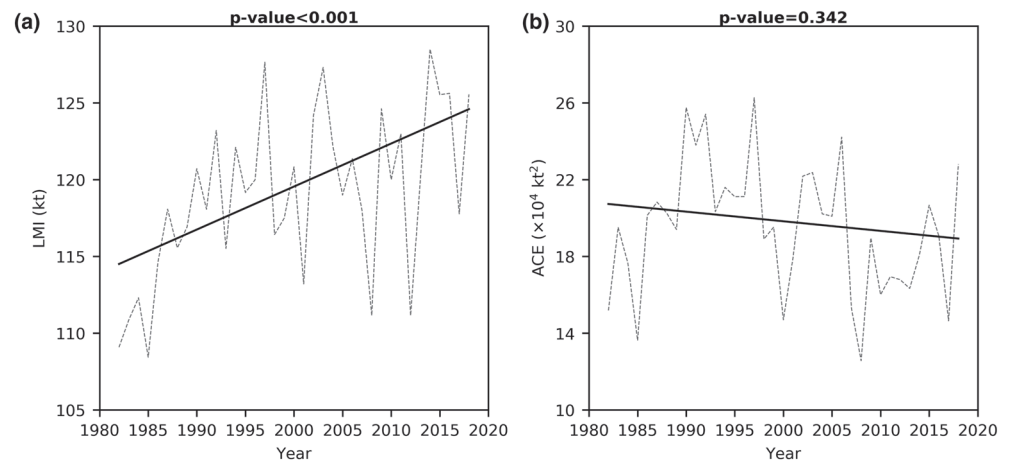 (a)
p-value<0.001
130
125
120
115
110
105
LMI (kt)
1980 1985 1990 1995 2000 2005 2010 2015 2020
Year
(b)
p-value=0.342
30
26
22
18
14
10
ACE (×10⁴ kt²)
1980 1985 1990 1995 2000 2005 2010 2015 2020
Year